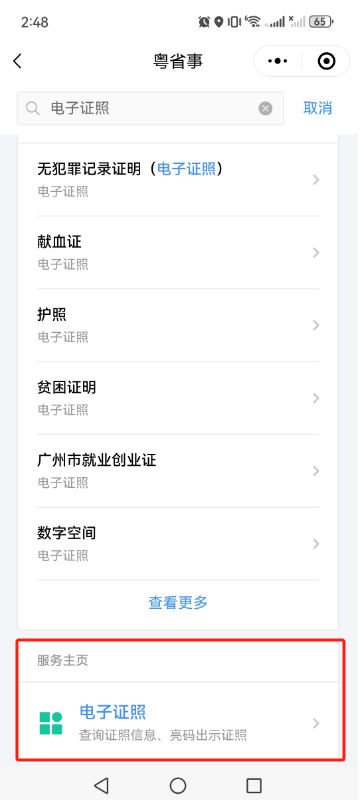 2:48
65
粤省事
电子证照
取消
无犯罪记录证明（电子证照）
电子证照
献血证
电子证照
护照
电子证照
贫困证明
电子证照
广州市就业创业证
电子证照
数字空间
电子证照
查看更多
服务主页
电子证照
查询证照信息、亮码出示证照